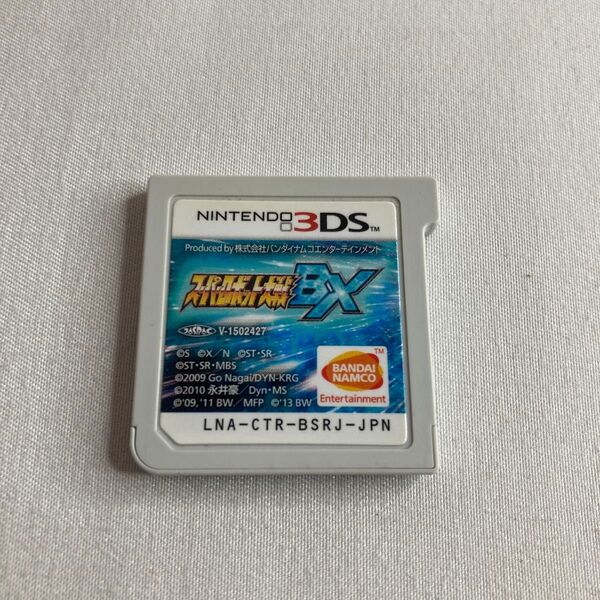 NINTENDO 3DS™
Produced by 株式会社バンダイナムコエンターテインメント
スーパーロボット大戦BX
V-1502427
©S ©X/N ©ST・SR
©ST・SR・MBS
©2009 Go Nagai/DYN-KRG
©2010 永井豪／Dyn・MS
©'09,'11 BW/MFP ©'13 BW
BANDAI
NAMCO
™
Entertainment
LNA-CTR-BSRJ-JPN